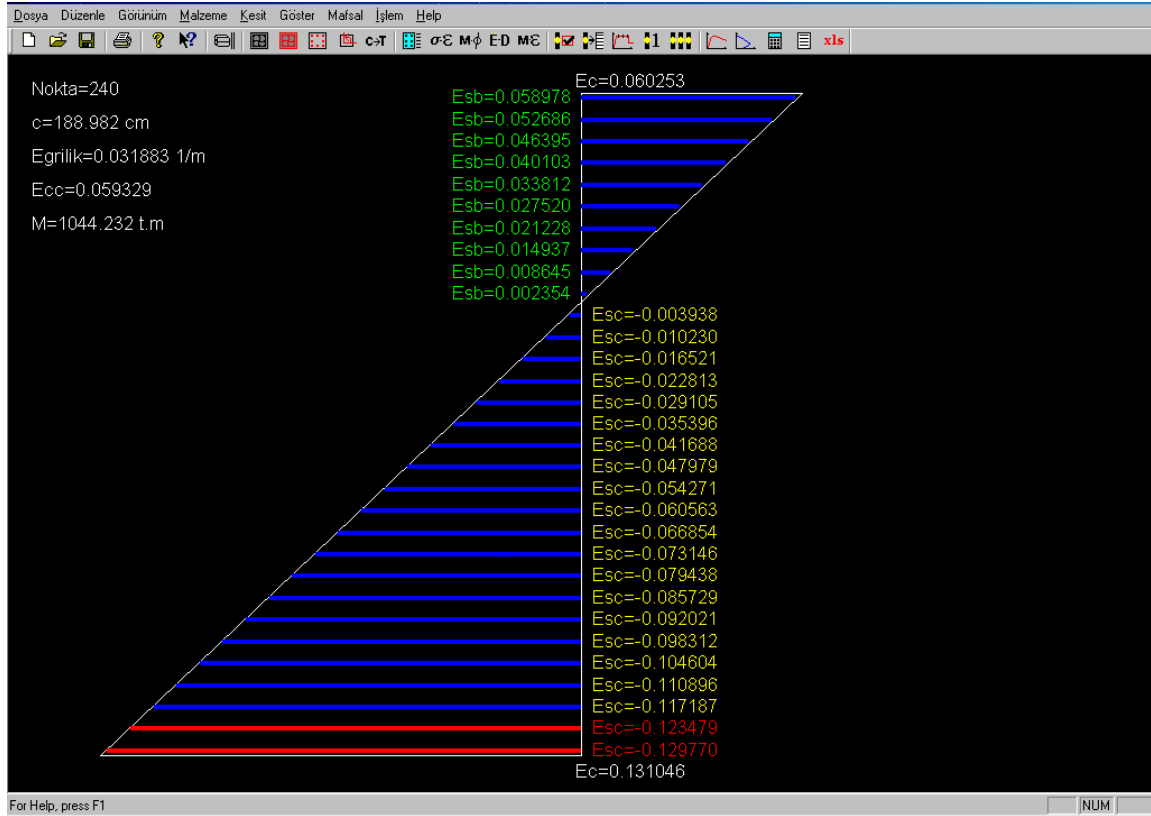 Dosya Düzenle Görünüm Malzeme Kesit Göster Mafsal İşlem Help
C→T σ-Ɛ M-ϕ E-D MƐ 1 xls
Ec=0.060253
Nokta=240
c=188.982 cm
Egrilik=0.031883 1/m
Ecc=0.059329
M=1044.232 t.m
Esb=0.058978
Esb=0.052686
Esb=0.046395
Esb=0.040103
Esb=0.033812
Esb=0.027520
Esb=0.021228
Esb=0.014937
Esb=0.008645
Esb=0.002354
Esc=-0.003938
Esc=-0.010230
Esc=-0.016521
Esc=-0.022813
Esc=-0.029105
Esc=-0.035396
Esc=-0.041688
Esc=-0.047979
Esc=-0.054271
Esc=-0.060563
Esc=-0.066854
Esc=-0.073146
Esc=-0.079438
Esc=-0.085729
Esc=-0.092021
Esc=-0.098312
Esc=-0.104604
Esc=-0.110896
Esc=-0.117187
Esc=-0.123479
Esc=-0.129770
Ec=0.131046
For Help, press F1 NUM